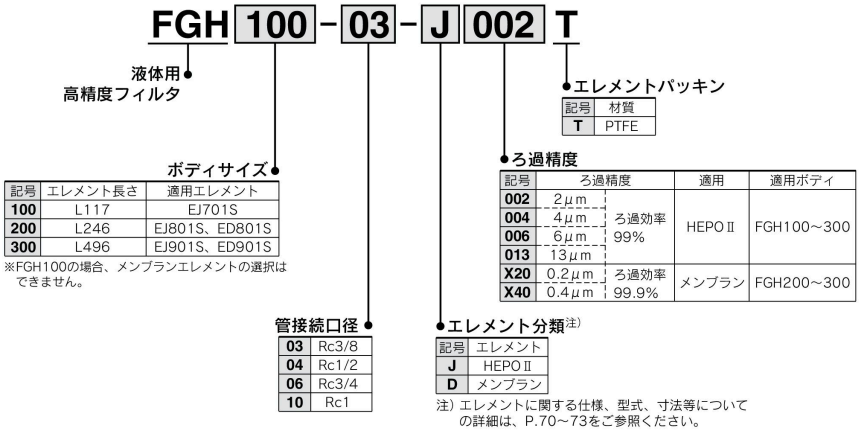 FGH 100 - 03 - J 002 T
液体用
高精度フィルタ
エレメントパッキン
記号 材質
T PTFE
ボディサイズ
記号 エレメント長さ 適用エレメント
100 L117 EJ701S
200 L246 EJ801S、ED801S
300 L496 EJ901S、ED901S
※FGH100の場合、メンブランエレメントの選択は
できません。
ろ過精度
記号 ろ過精度 適用 適用ボディ
002 2μm ろ過効率 99% HEPOⅡ FGH100～300
004 4μm
006 6μm
013 13μm
X20 0.2μm ろ過効率 99.9% メンブラン FGH200～300
X40 0.4μm
管接続口径
03 Rc3/8
04 Rc1/2
06 Rc3/4
10 Rc1
エレメント分類注）
記号 エレメント
J HEPOⅡ
D メンブラン
注）エレメントに関する仕様、型式、寸法等について
の詳細は、P.70～73をご参照ください。